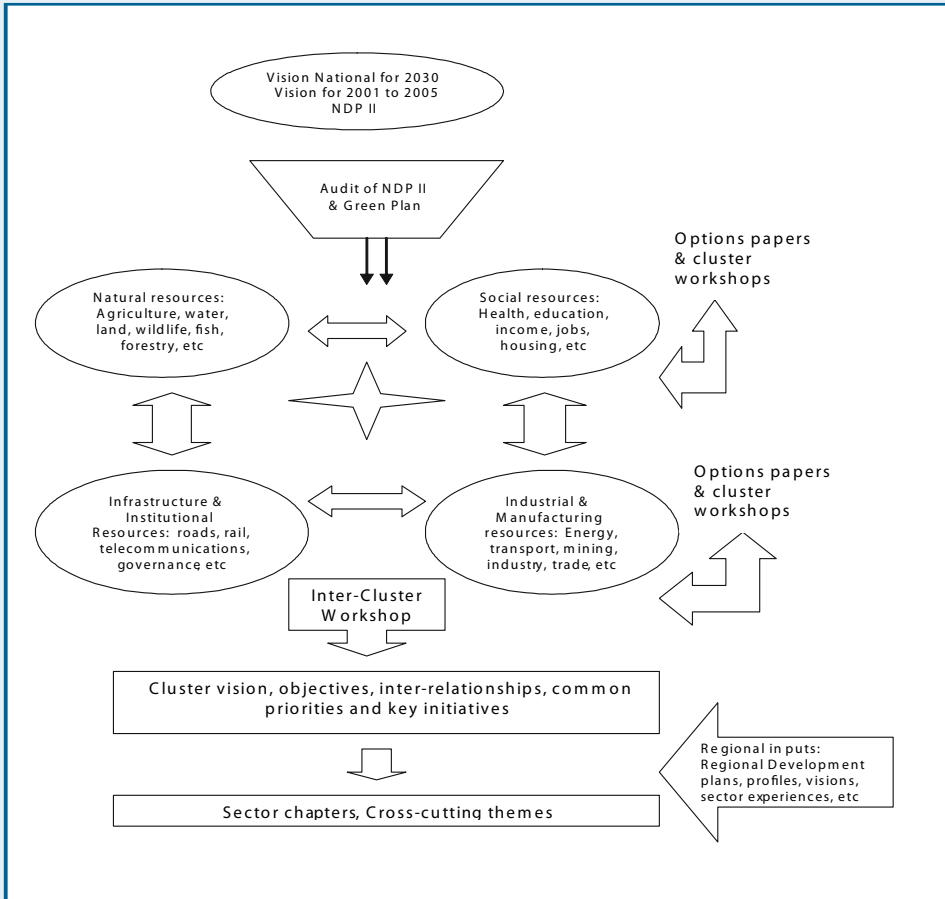 Vision National for 2030
Vision for 2001 to 2005
NDP II
Audit of NDP II
& Green Plan
Options papers
& cluster
workshops
Natural resources:
Agriculture, water,
land, wildlife, fish,
forestry, etc
Social resources:
Health, education,
income, jobs,
housing, etc
Options papers
& cluster
workshops
Infrastructure &
Institutional
Resources: roads, rail,
telecommunications,
governance, etc
Industrial &
Manufacturing
resources: Energy,
transport, mining,
industry, trade, etc
Inter-Cluster
Workshop
Cluster vision, objectives, inter-relationships, common
priorities and key initiatives
Regional in puts:
Regional Development
plans, profiles, visions,
sector experiences, etc
Sector chapters, Cross-cutting themes